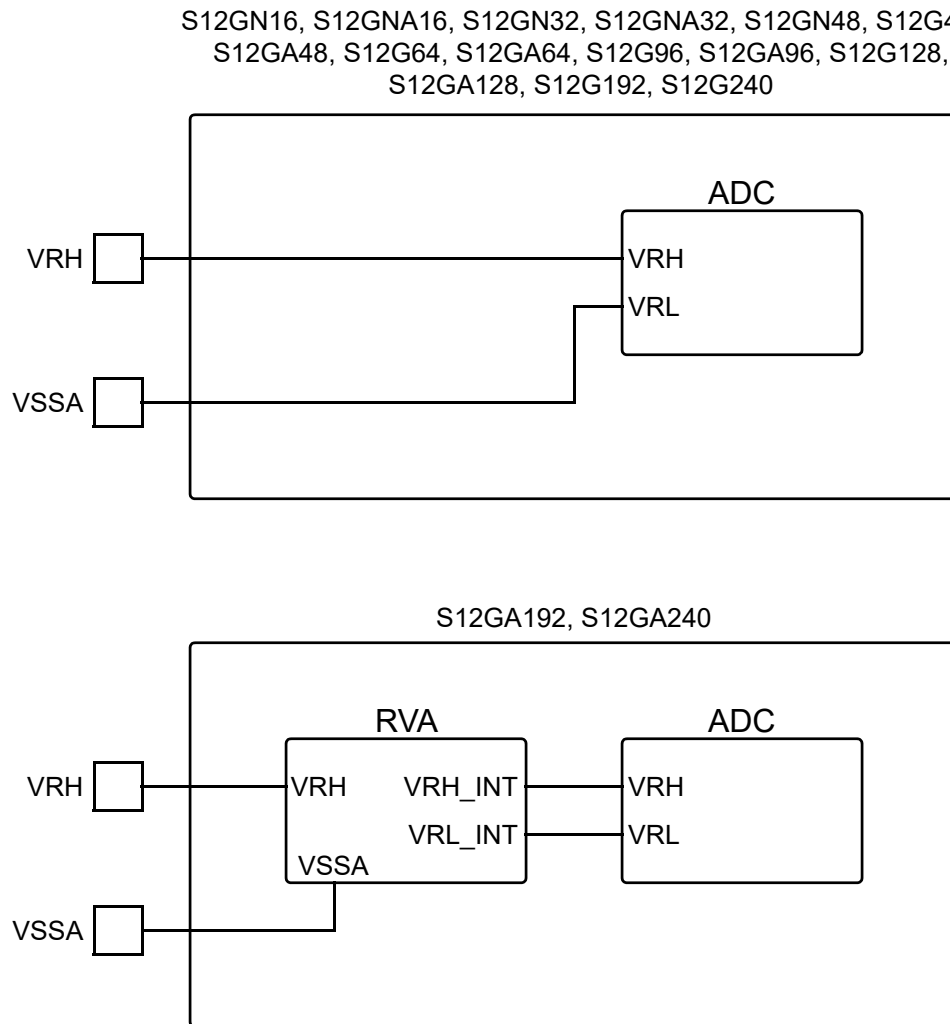 S12GN16, S12GNA16, S12GN32, S12GNA32, S12GN48,
S12GA48, S12G64, S12GA64, S12G96, S12GA96, S12G128,
S12GA128, S12G192, S12G240
ADC
VRH VRH
VRL
VSSA
S12GA192, S12GA240
RVA ADC
VRH VRH VRH_INT VRH
VRL_INT VRL
VSSA
VSSA